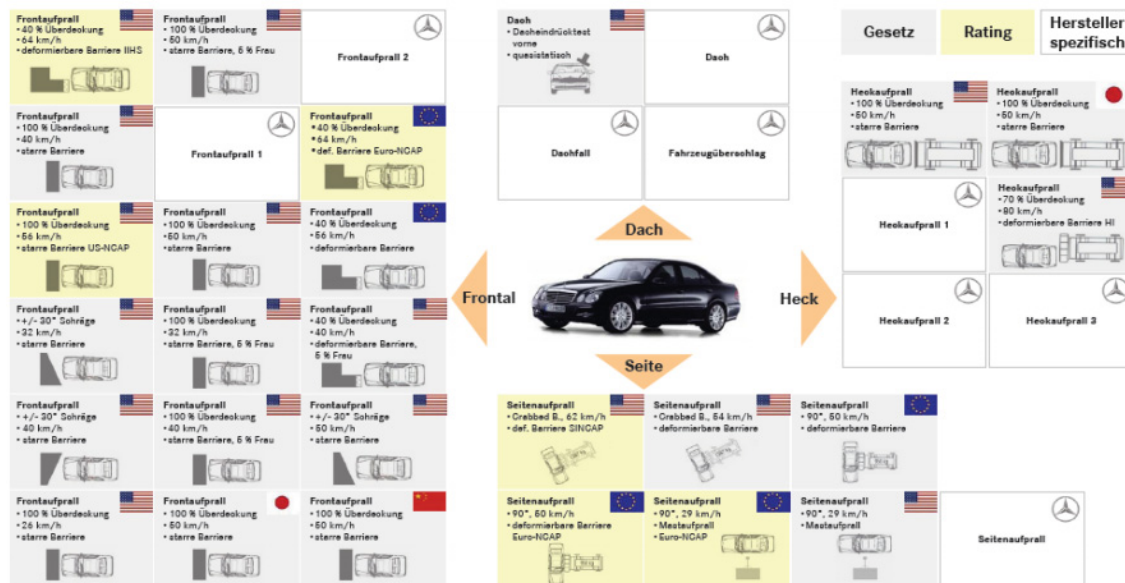 Frontaufprall
• 40 % Überdeckung
• 64 km/h
• deformierbare Barriere IIHS
Frontaufprall
• 100 % Überdeckung
• 50 km/h
• starre Barriere, 5 % Frau
Frontaufprall 2
Frontaufprall
• 100 % Überdeckung
• 40 km/h
• starre Barriere
Frontaufprall 1
Frontaufprall
• 40 % Überdeckung
• 64 km/h
• def. Barriere Euro-NCAP
Frontaufprall
• 100 % Überdeckung
• 56 km/h
• starre Barriere US-NCAP
Frontaufprall
• 100 % Überdeckung
• 50 km/h
• starre Barriere
Frontaufprall
• 40 % Überdeckung
• 56 km/h
• deformierbare Barriere
Frontaufprall
• +/- 30° Schräge
• 32 km/h
• starre Barriere
Frontaufprall
• 100 % Überdeckung
• 32 km/h
• starre Barriere, 5 % Frau
Frontaufprall
• 40 % Überdeckung
• 40 km/h
• deformierbare Barriere,
5 % Frau
Frontaufprall
• +/- 30° Schräge
• 40 km/h
• starre Barriere
Frontaufprall
• 100 % Überdeckung
• 40 km/h
• starre Barriere, 5 % Frau
Frontaufprall
• +/- 30° Schräge
• 50 km/h
• starre Barriere
Frontaufprall
• 100 % Überdeckung
• 26 km/h
• starre Barriere
Frontaufprall
• 100 % Überdeckung
• 50 km/h
• starre Barriere
Frontaufprall
• 100 % Überdeckung
• 50 km/h
• starre Barriere
Dach
• Dacheindrücktest
vorne
• quasistatisch
Dach
Dachfall
Fahrzeugüberschlag
Dach
Frontal
Heck
Seite
Gesetz
Rating
Hersteller
spezifisch
Heckaufprall
• 100 % Überdeckung
• 50 km/h
• starre Barriere
Heckaufprall
• 100 % Überdeckung
• 50 km/h
• starre Barriere
Heckaufprall 1
Heckaufprall
• 70 % Überdeckung
• 80 km/h
• deformierbare Barriere HI
Heckaufprall 2
Heckaufprall 3
Seitenaufprall
• Crabbed B., 62 km/h
• def. Barriere SINCAP
Seitenaufprall
• Crabbed B., 54 km/h
• deformierbare Barriere
Seitenaufprall
• 90°, 50 km/h
• deformierbare Barriere
Seitenaufprall
• 90°, 50 km/h
• deformierbare Barriere
Euro-NCAP
Seitenaufprall
• 90°, 29 km/h
• Mastaufprall
• Euro-NCAP
Seitenaufprall
• 90°, 29 km/h
• Mastaufprall
Seitenaufprall